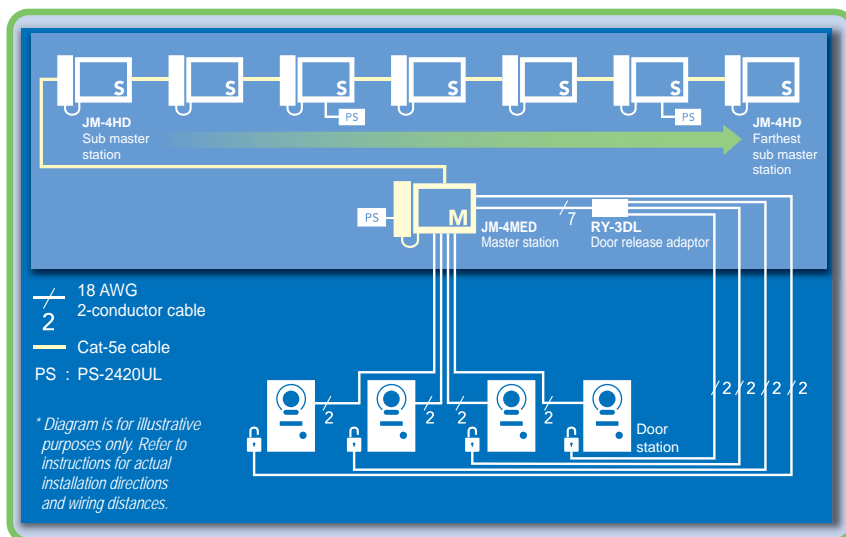 S S S S S S S
PS PS
JM-4HD
Sub master
station
JM-4HD
Farthest
sub master
station
PS
M
JM-4MED
Master station
7
RY-3DL
Door release adaptor
2
18 AWG
2-conductor cable
Cat-5e cable
PS : PS-2420UL
2 2 2 2
2 2 2 2
Door
station
* Diagram is for illustrative
purposes only. Refer to
instructions for actual
installation directions
and wiring distances.